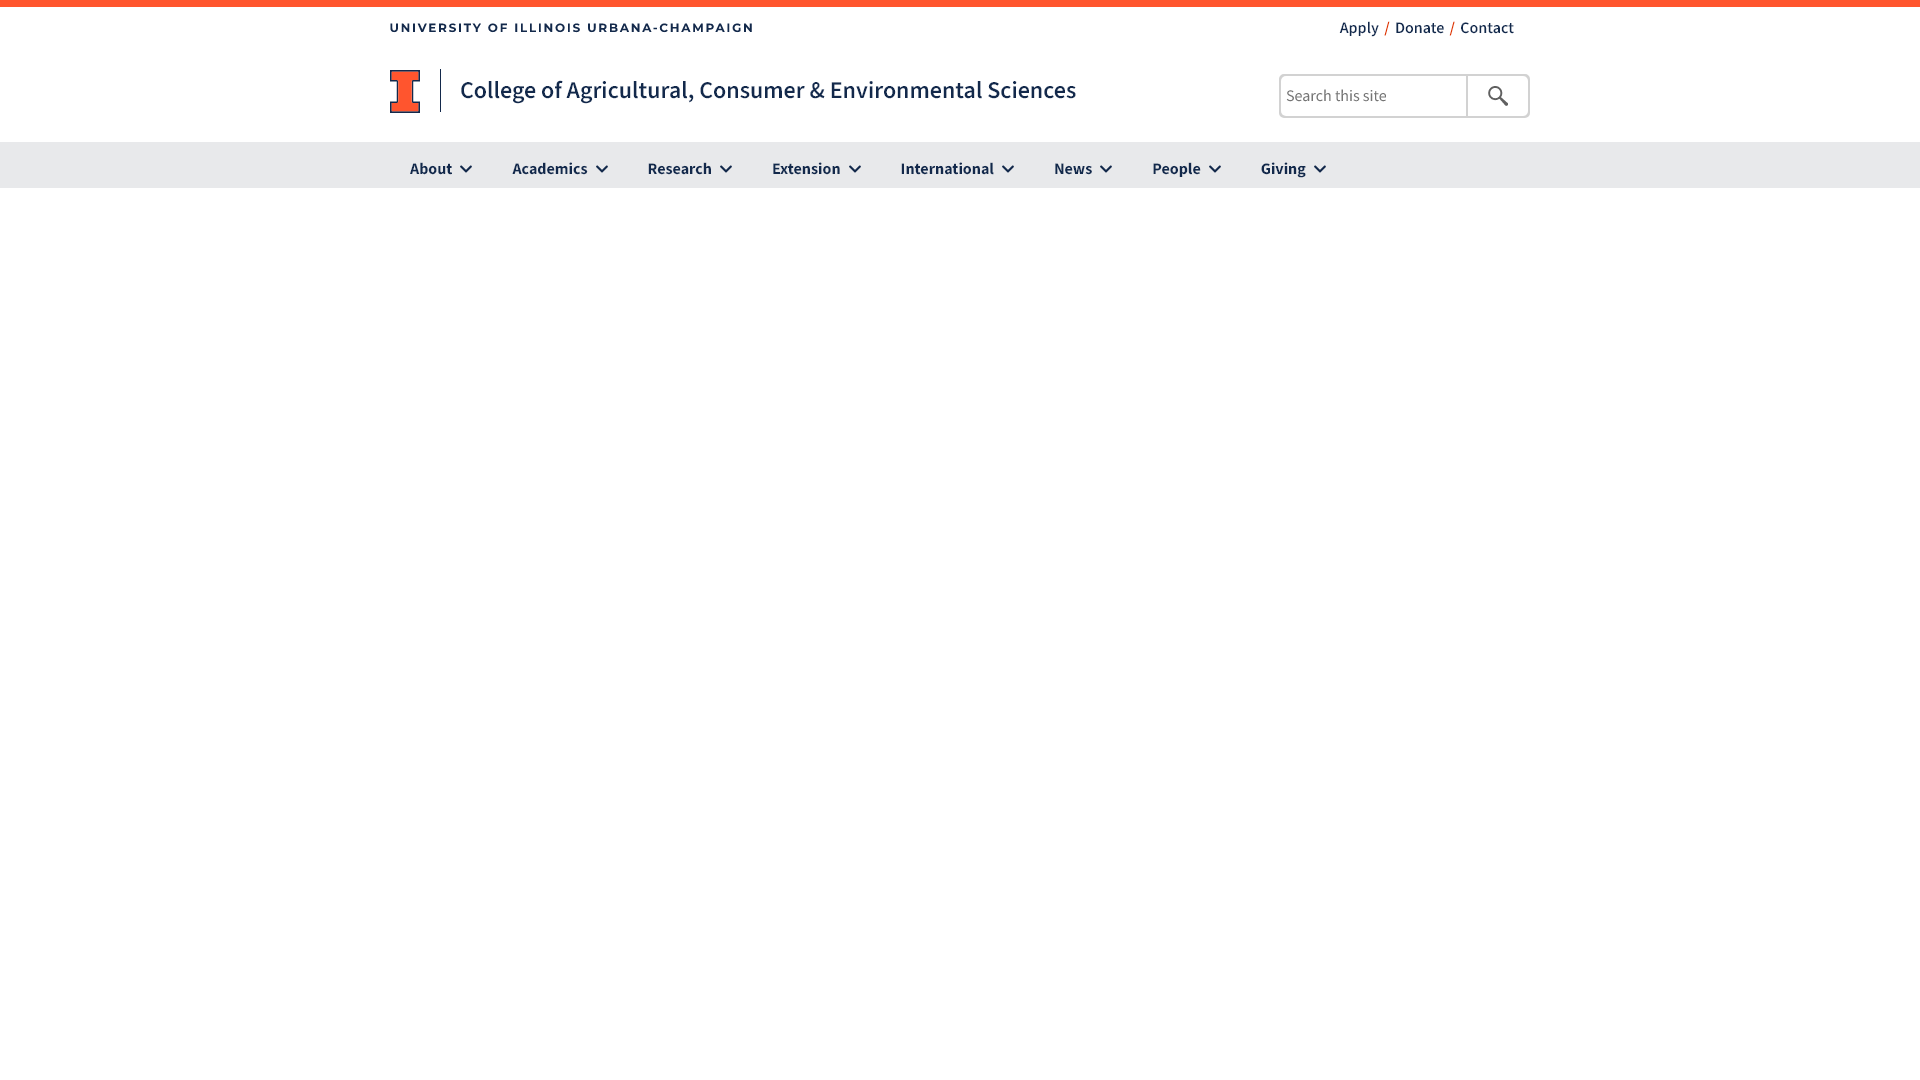 UNIVERSITY OF ILLINOIS URBANA-CHAMPAIGN
Apply / Donate / Contact
College of Agricultural, Consumer & Environmental Sciences
Search this site
About Academics Research Extension International News People Giving